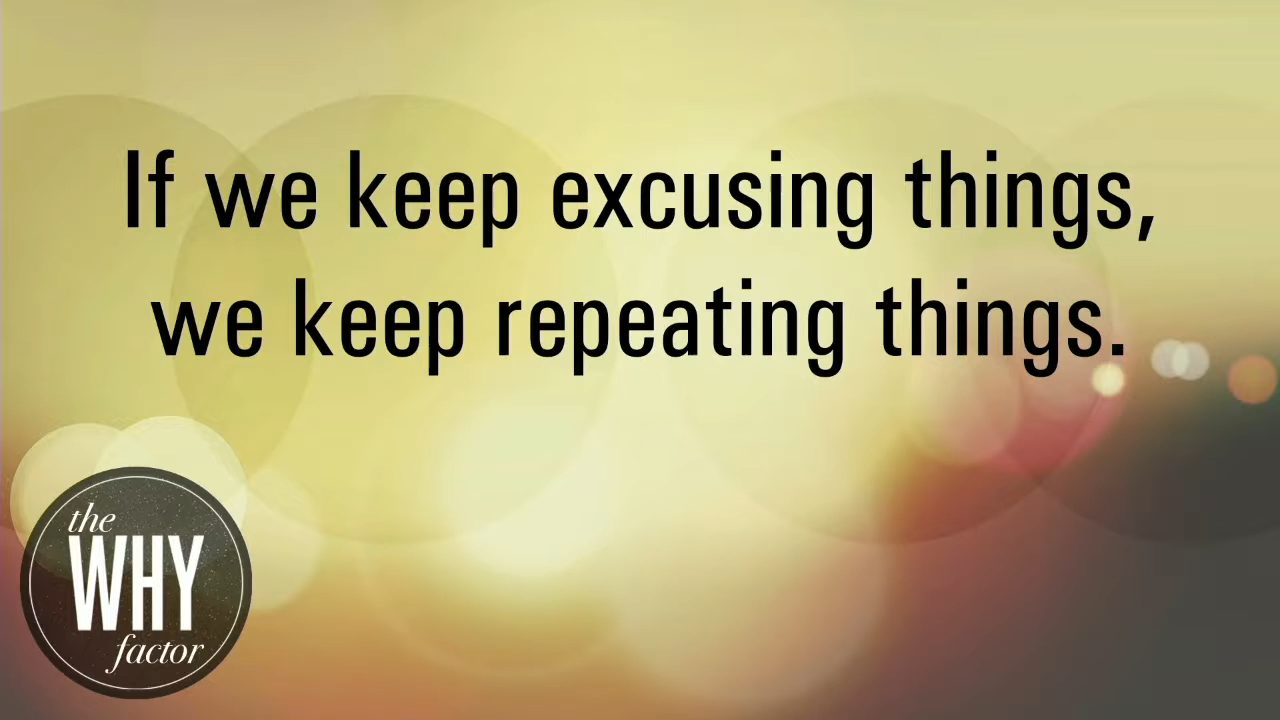 If we keep excusing things,
we keep repeating things.
the
WHY
factor